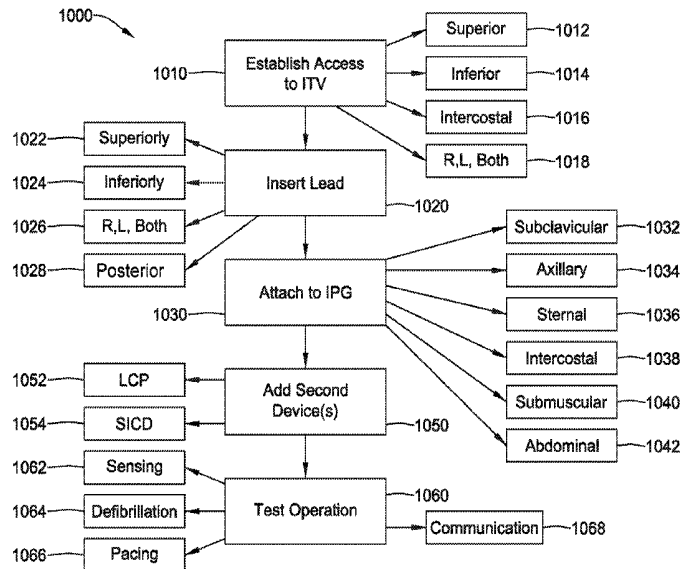 1000
1010
Establish Access
to ITV
Superior
1012
Inferior
1014
Intercostal
1016
R,L, Both
1018
1022
Superiorly
1024
Inferiorly
1026
R,L, Both
1028
Posterior
Insert Lead
1020
Attach to IPG
1030
Subclavicular
1032
Axillary
1034
Sternal
1036
Intercostal
1038
Submuscular
1040
Abdominal
1042
1052
LCP
1054
SICD
Add Second
Device(s)
1050
1062
Sensing
1064
Defibrillation
1066
Pacing
Test Operation
1060
Communication
1068